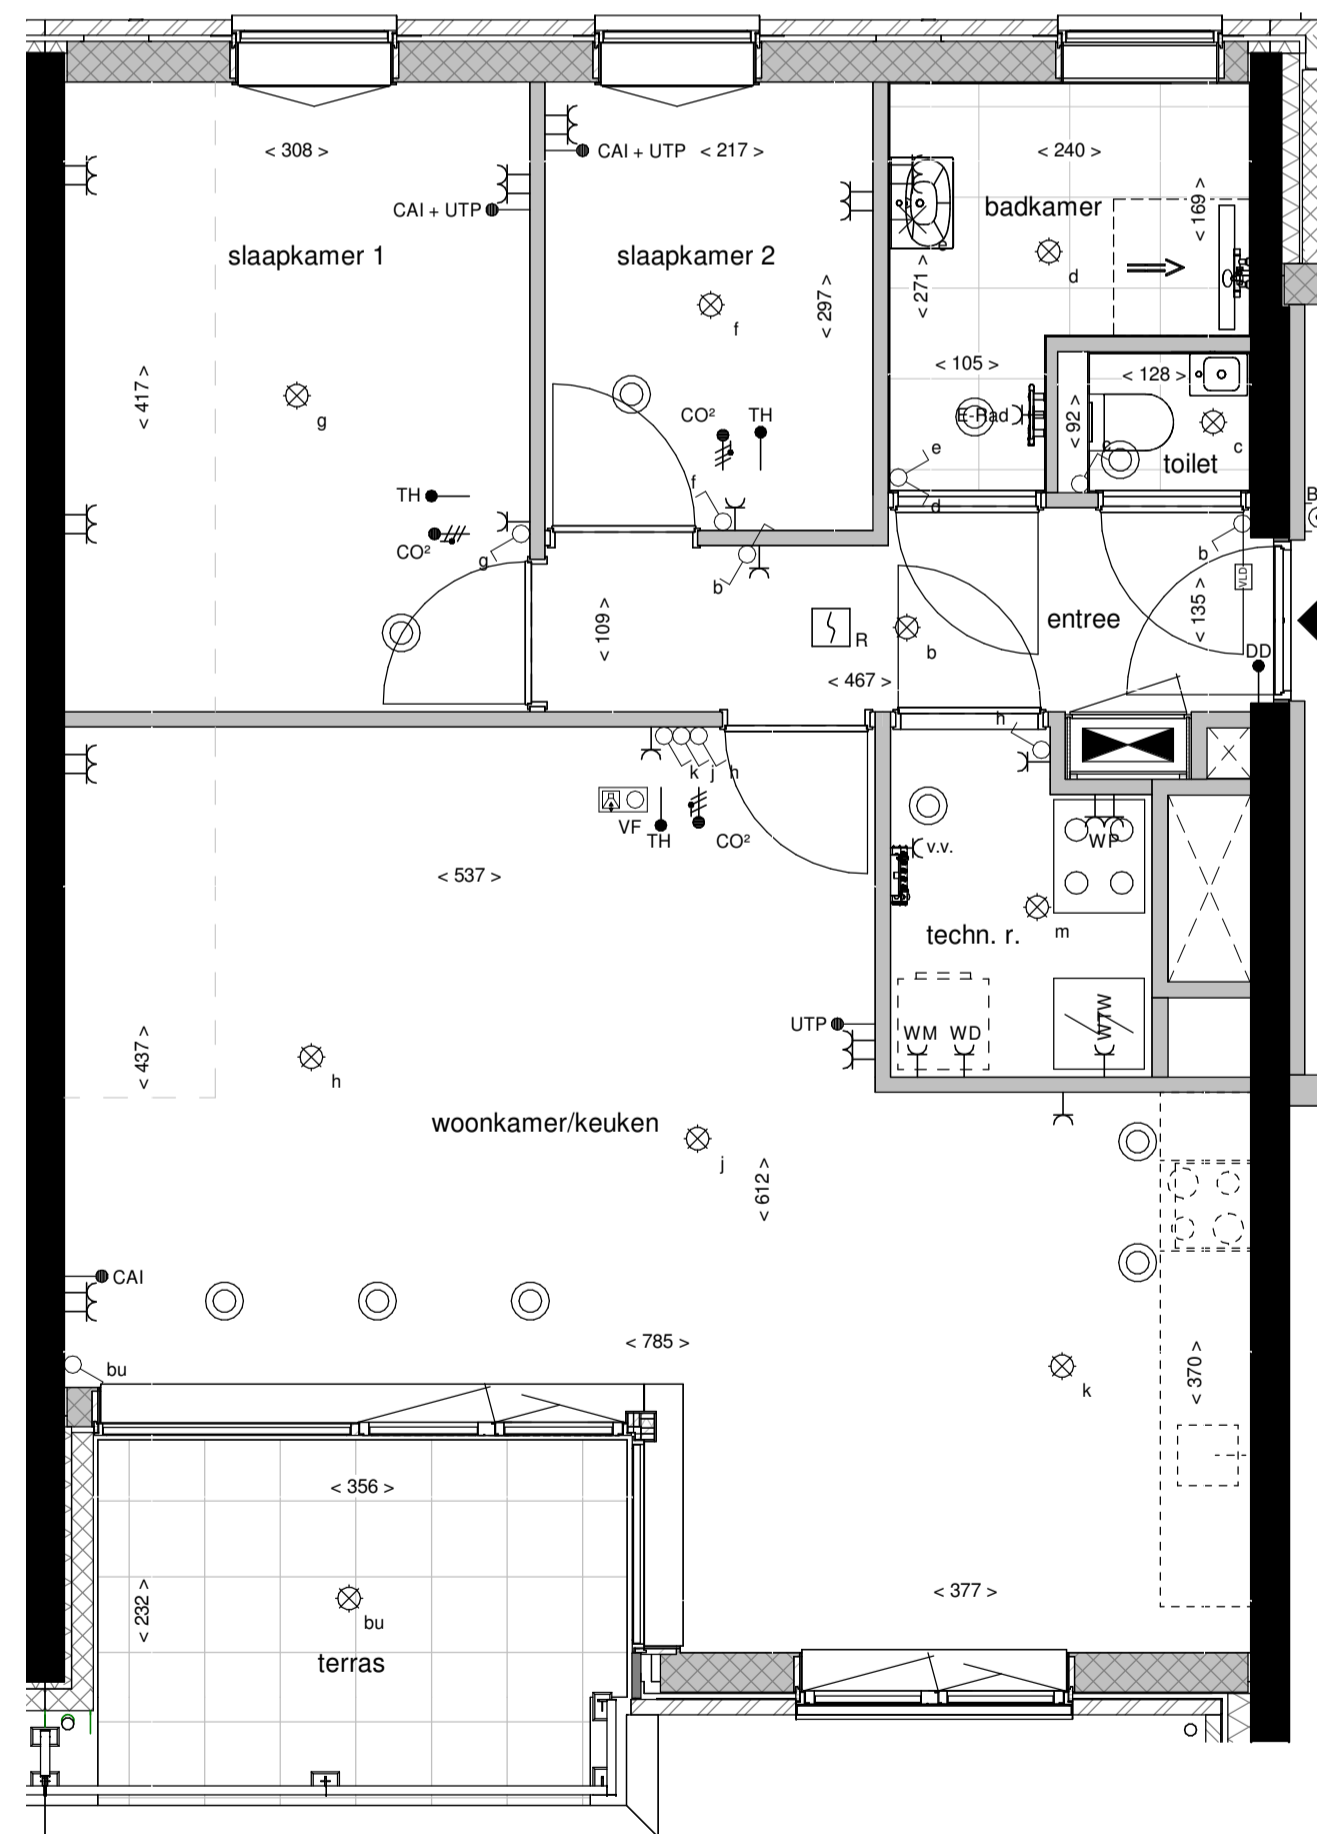 < 308 >
CAI + UTP < 217 >
< 240 >
CAI + UTP
badkamer
< 169 >
slaapkamer 1
slaapkamer 2
e
d
< 271 >
< 297 >
f
< 105 >
< 128 >
< 417 >
g
CO²
TH
E-Rad
< 92 >
c
c
toilet
e
TH
f
d
B
CO²
g
b
b
VLD
< 109 >
< 135 >
entree
R
b
DD
< 467 >
h
k
j
h
VF
TH
CO²
v.v.
WP
< 537 >
techn. r.
m
UTP
WM
WD
WTW
< 437 >
h
woonkamer/keuken
j
< 612 >
CAI
< 785 >
bu
k
< 370 >
< 356 >
< 232 >
< 377 >
bu
terras